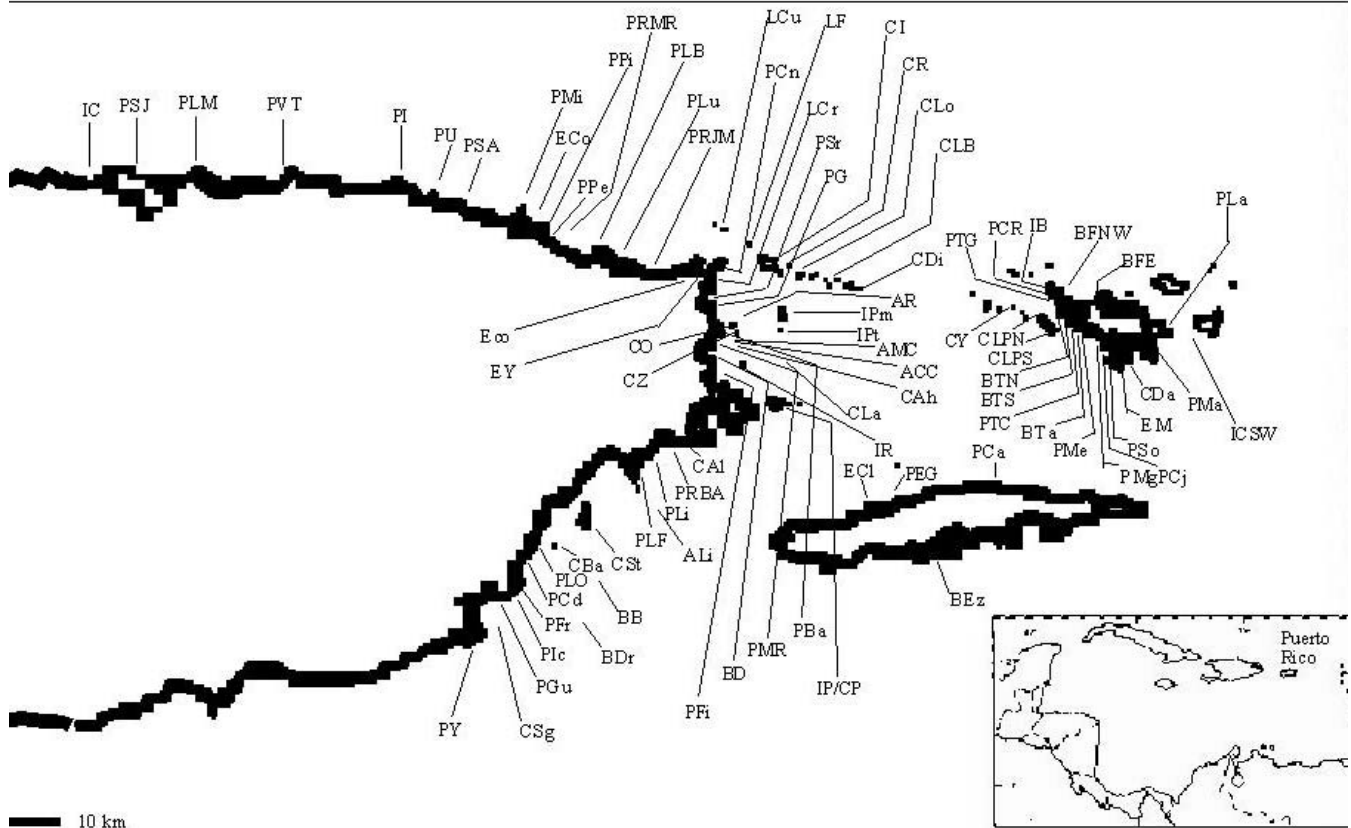 PRMR
LCu
LF
CI
PPi
PLB
PCn
CR
IC
PSJ
PLM
PVT
PI
PU
PSA
PMi
ECo
PLu
PRJM
LCr
PSr
PG
CLo
CLB
PPe
PLa
PTG
PCR
IB
BFNW
BFE
CDi
AR
IPm
IPt
AMC
ACC
CAh
CLa
IR
Eoo
EY
CO
CZ
CY
CLPN
CLPS
BTN
BTS
PTC
BTa
PMe
PMg
PCj
PSo
EM
CDa
PMa
ICSW
CAl
PRBA
PLi
ALi
PLF
CSt
CBa
PLO
PCd
BB
PFr
BDr
PIc
PGu
PY
CSg
PFi
BD
PMR
PBa
IP/CP
ECl
PEG
PCa
BEz
Puerto
Rico
10 km